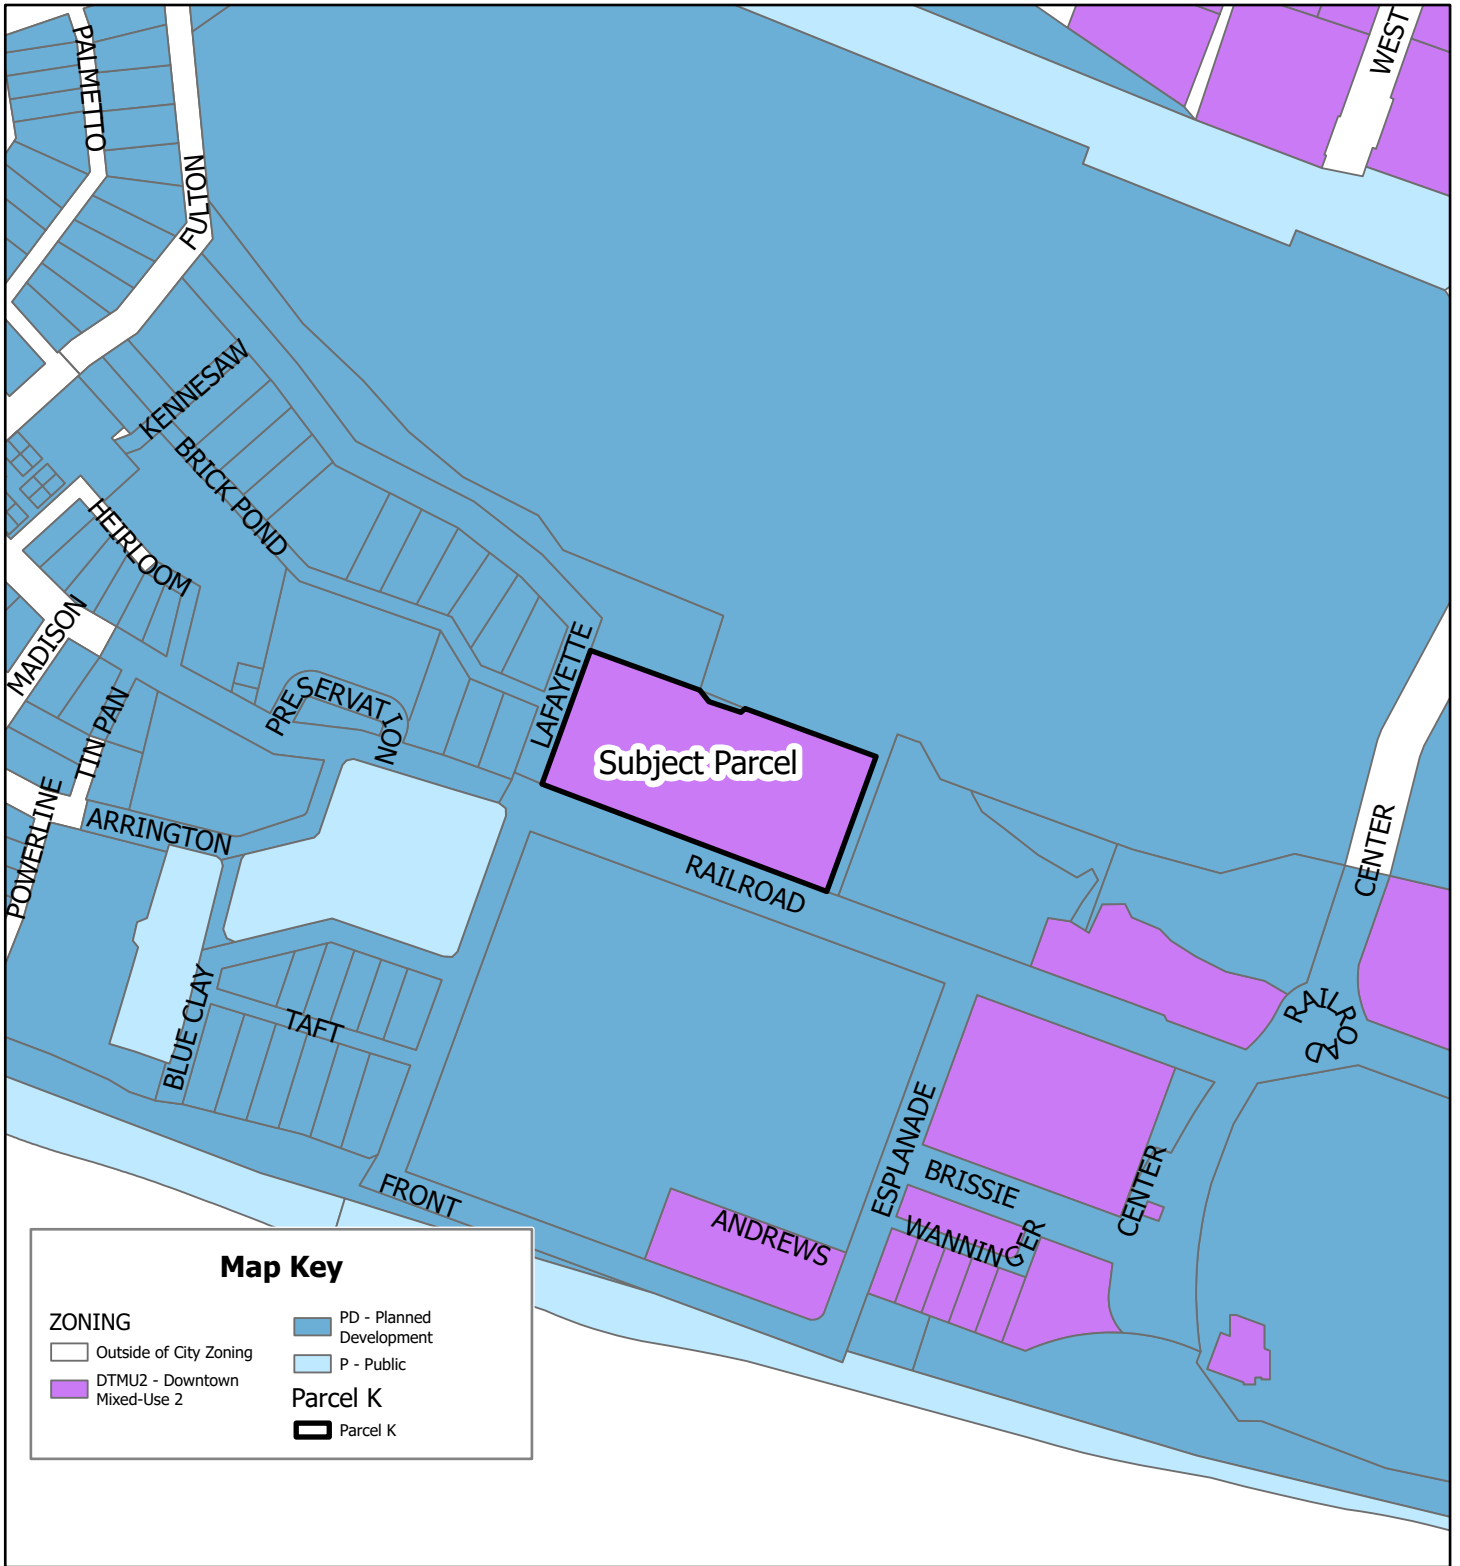 PALMETTO
WEST
FULTON
KENNESAW
BRICK POND
HEIRLOOM
MADISON
LAFAYETTE
PRESERVATION
TIN PAN
Subject Parcel
POWERLINE
ARRINGTON
RAILROAD
CENTER
BLUE CLAY
TAFT
RAILROAD
ESPLANADE
BRISSIE
CENTER
FRONT
ANDREWS
WANNINGER
Map Key
ZONING
Outside of City Zoning
DTMU2 - Downtown
Mixed-Use 2
PD - Planned
Development
P - Public
Parcel K
Parcel K